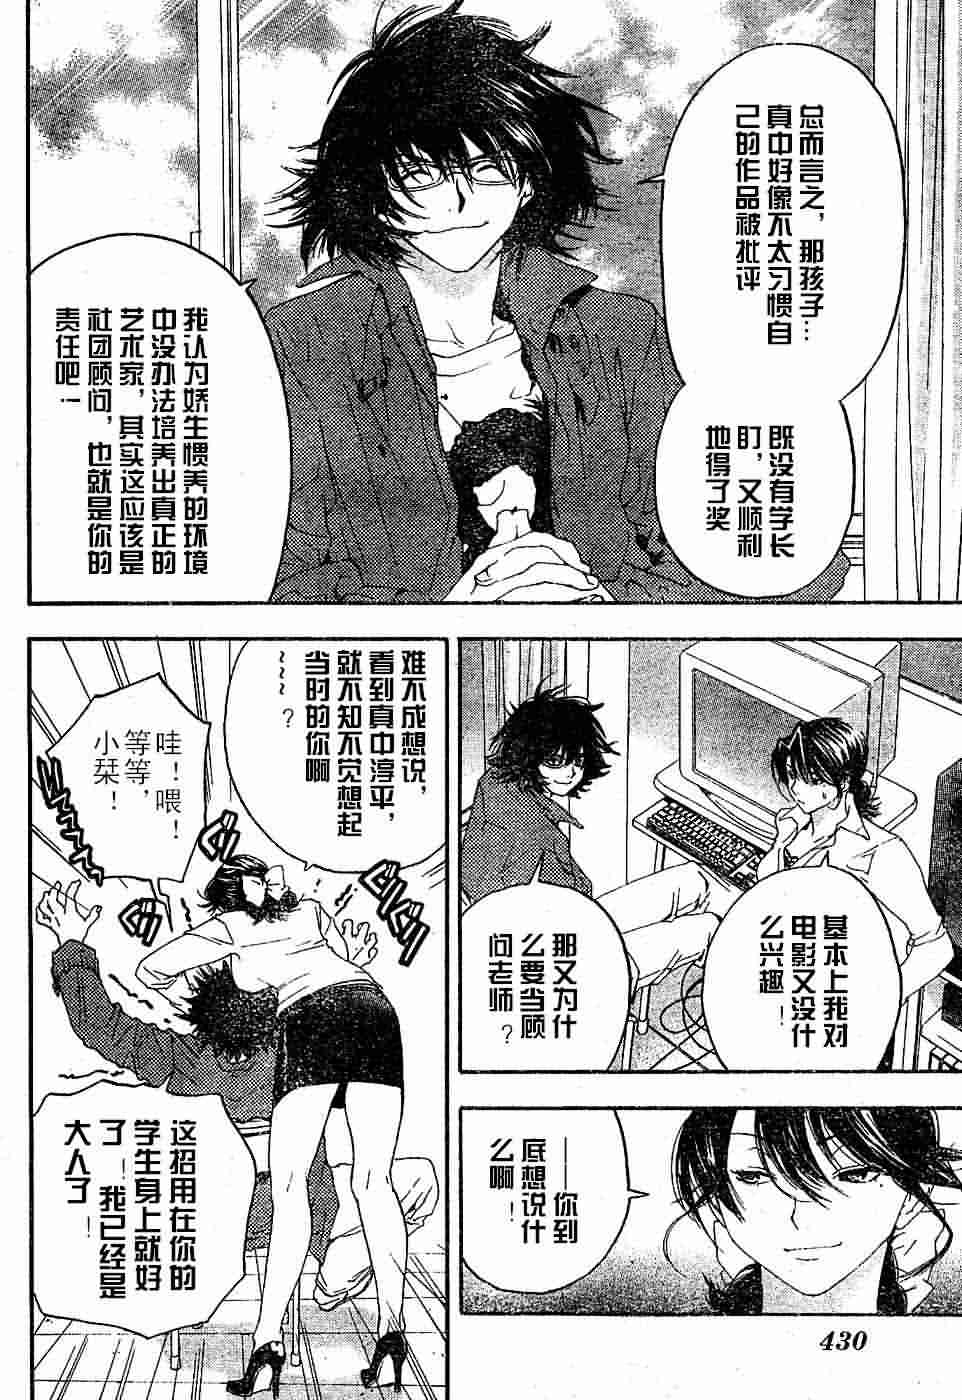 总而言之，那孩子…
真中好像不太习惯自
己的作品被批评
既没有学长
盯，又顺利
地得了奖
我认为娇生惯养的环境
中没办法培养出真正的
艺术家，其实这应该是
社团顾问，也就是你的
责任吧！
基本上我对
电影又没什
么兴趣！
那又为什
么要当顾
问老师？
——你到
底想说什
么啊！
难不成想说，
看到真中淳平，
就不知不觉想起
当时的你啊
~~~？
哇！喂！
等等，
小栞！
这招用在你的
学生身上就好
了！我已经是
大人了！
430